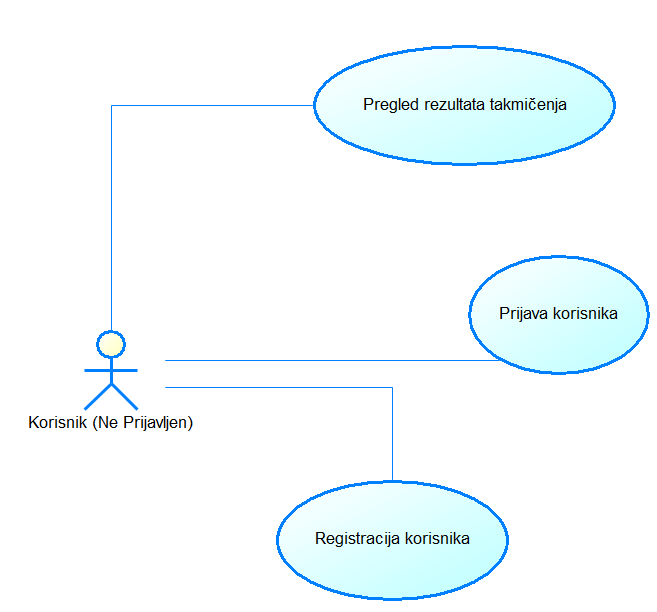 Pregled rezultata takmičenja
Prijava korisnika
Korisnik (Ne Prijavljen)
Registracija korisnika